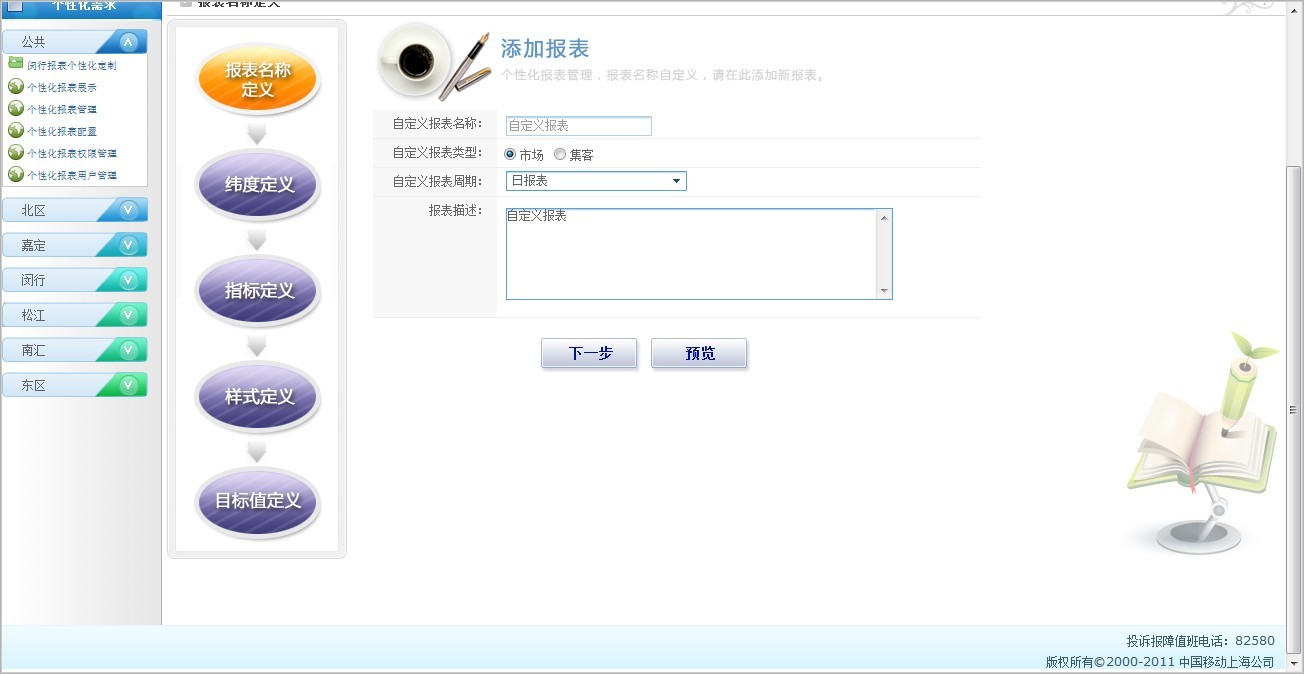 个性化需求
报表名称定义
公共
闵行报表个性化定制
个性化报表展示
个性化报表管理
个性化报表配置
个性化报表权限管理
个性化报表用户管理
北区
嘉定
闵行
松江
南汇
东区
报表名称
定义
纬度定义
指标定义
样式定义
目标值定义
添加报表
个性化报表管理，报表名称自定义，请在此添加新报表。
自定义报表名称： 自定义报表
自定义报表类型： 市场 集客
自定义报表周期： 日报表
报表描述： 自定义报表
下一步 预览
投诉报障值班电话：82580
版权所有©2000-2011 中国移动上海公司